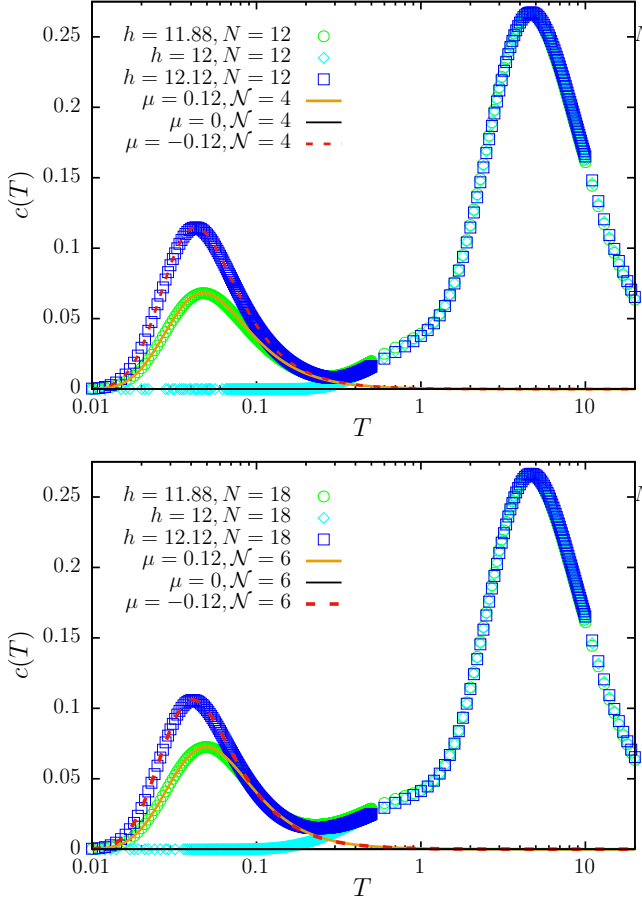 0.25
0.2
0.15
0.1
0.05
0
c(T)
h = 11.88, N = 12
h = 12, N = 12
h = 12.12, N = 12
μ = 0.12, 𝒩 = 4
μ = 0, 𝒩 = 4
μ = −0.12, 𝒩 = 4
N
0.01 0.1 1 10
T
0.25
0.2
0.15
0.1
0.05
0
c(T)
h = 11.88, N = 18
h = 12, N = 18
h = 12.12, N = 18
μ = 0.12, 𝒩 = 6
μ = 0, 𝒩 = 6
μ = −0.12, 𝒩 = 6
N
0.01 0.1 1 10
T